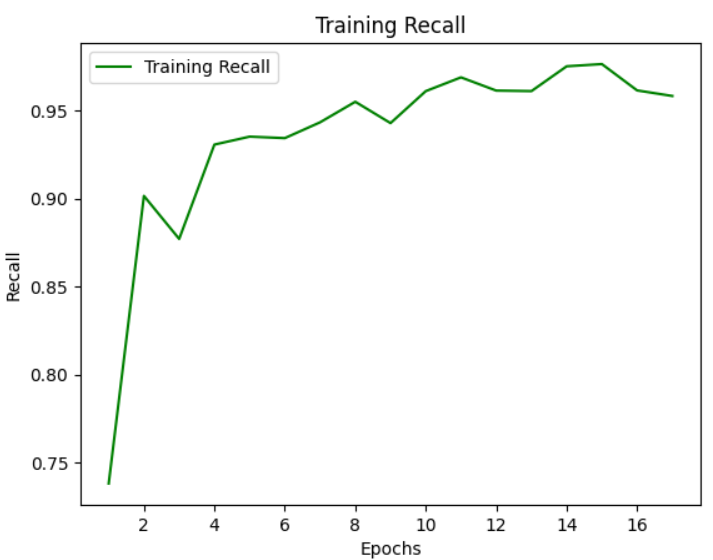 Training Recall
Training Recall
0.95
0.90
0.85
0.80
0.75
Recall
2 4 6 8 10 12 14 16
Epochs